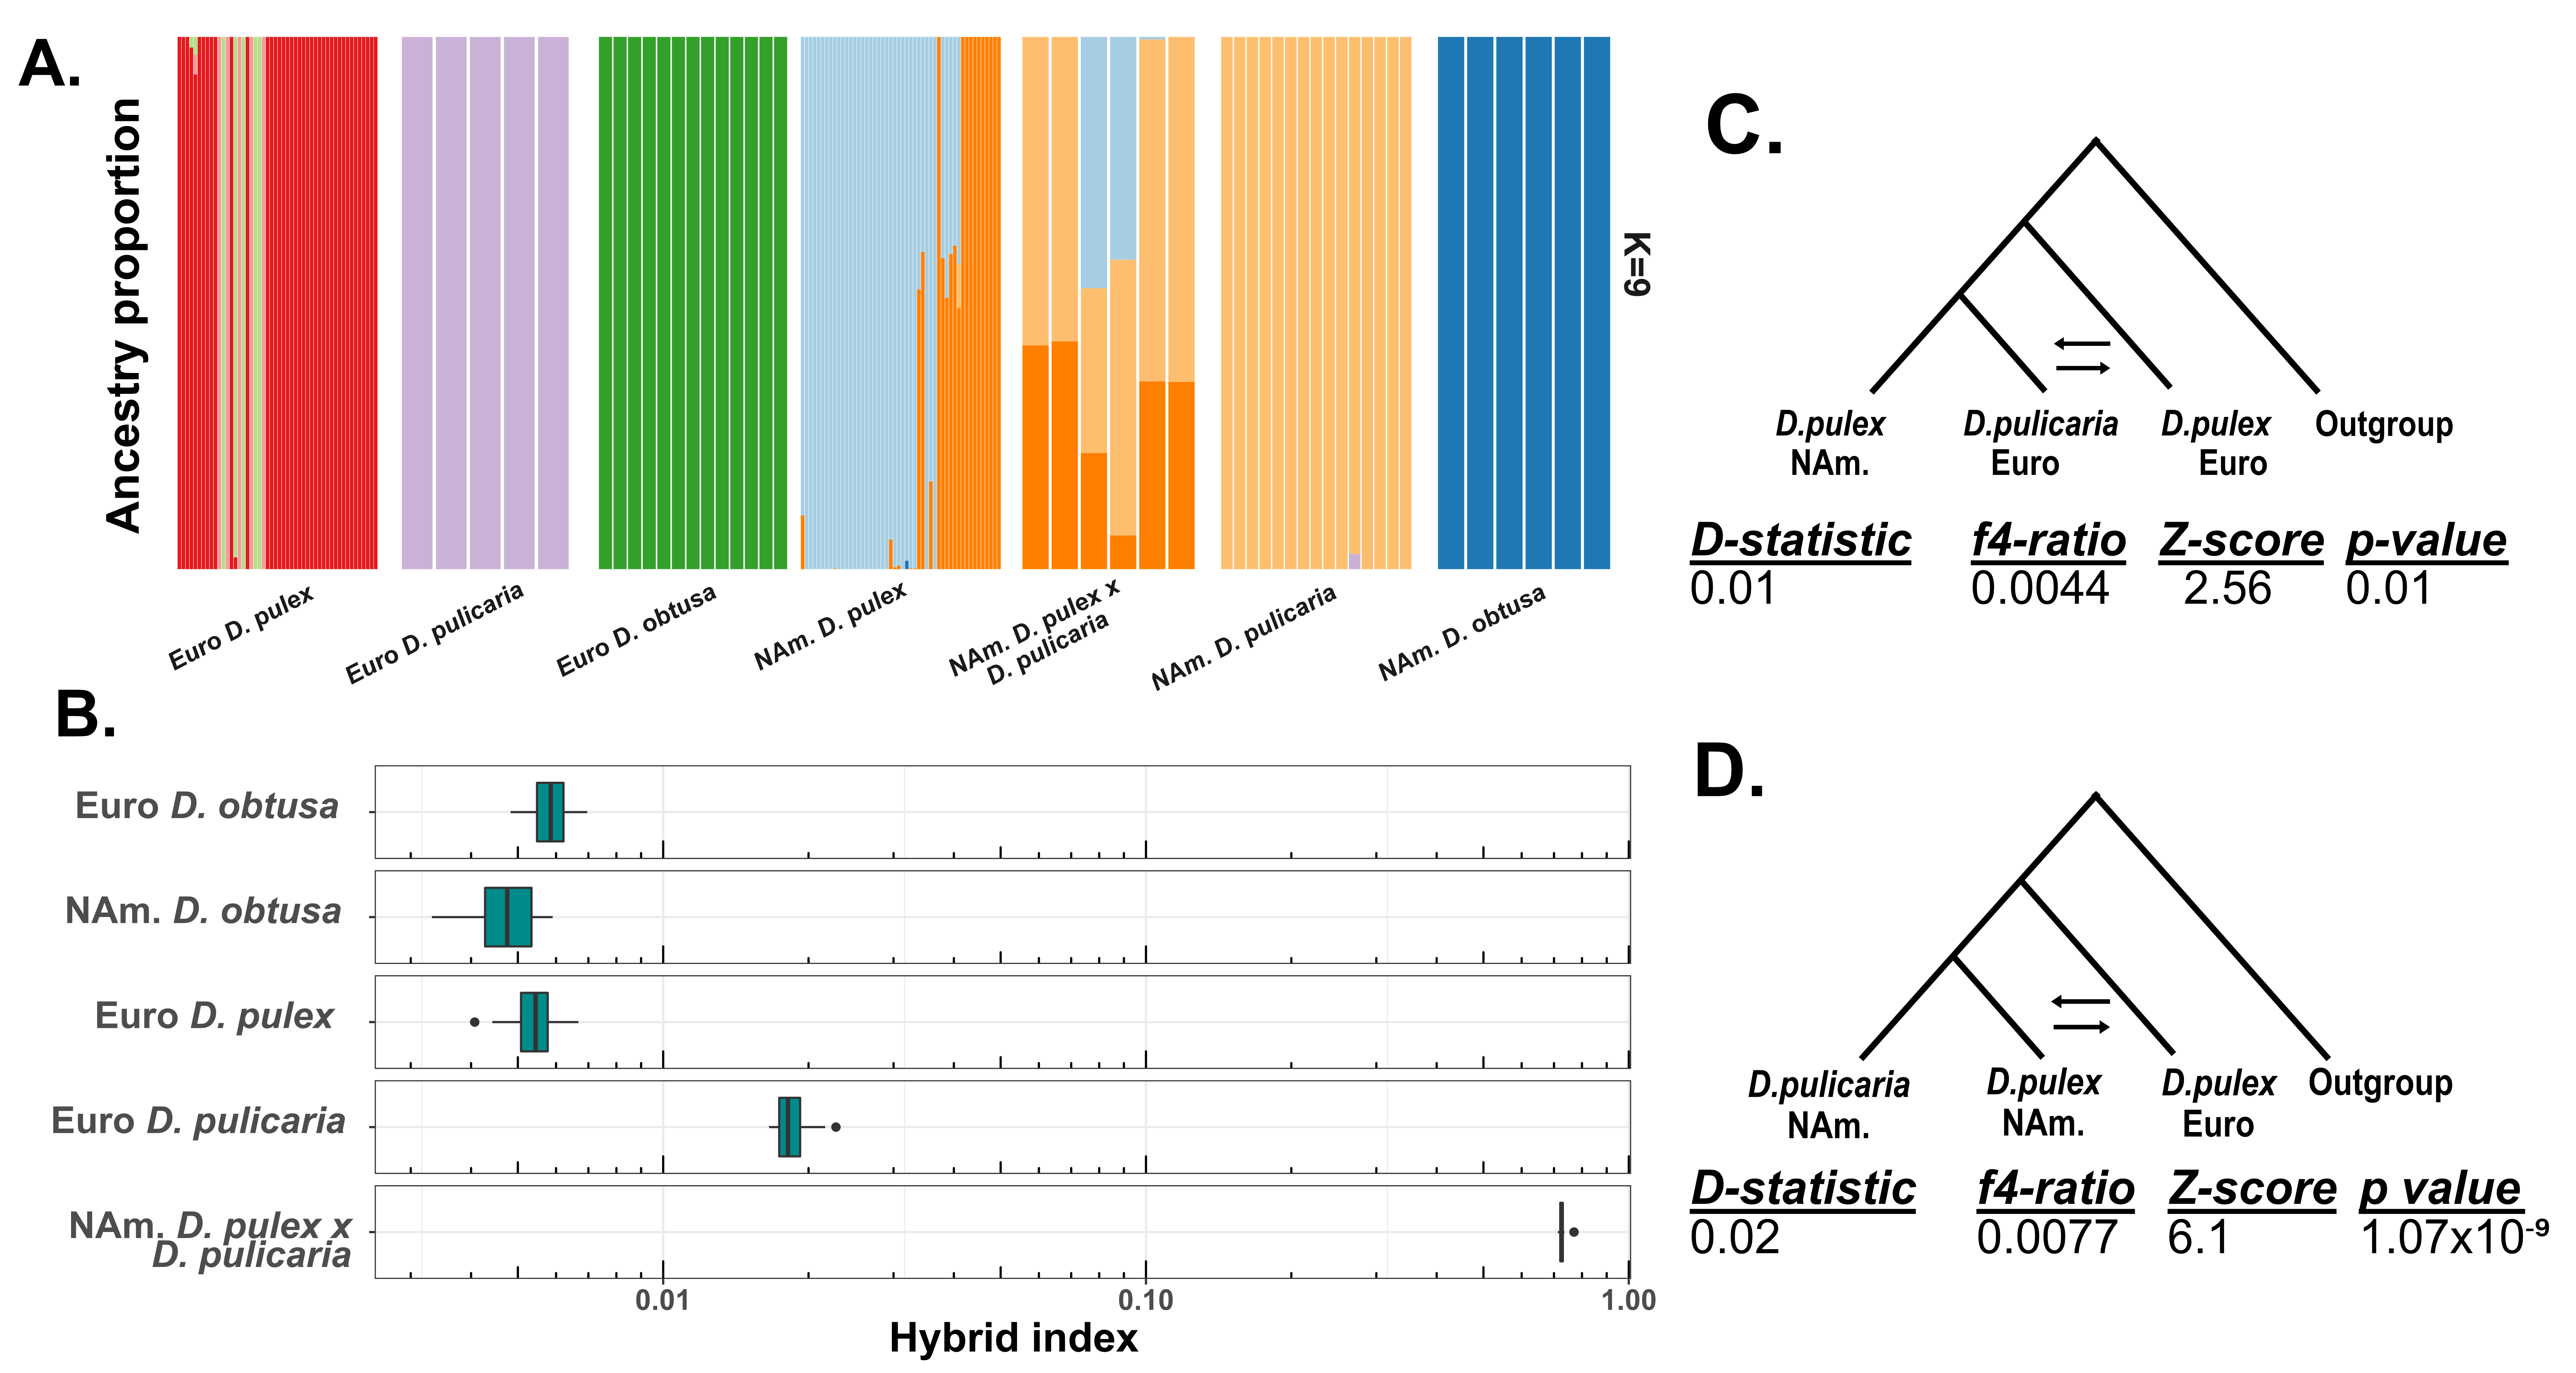 A.
Ancestry proportion
K=9
Euro D. pulex
Euro D. pulicaria
Euro D. obtusa
NAm. D. pulex
NAm. D. pulex x
D. pulicaria
NAm. D. pulicaria
NAm. D. obtusa
B.
Euro D. obtusa
NAm. D. obtusa
Euro D. pulex
Euro D. pulicaria
NAm. D. pulex x
D. pulicaria
0.01 0.10 1.00
Hybrid index
C.
D.pulex D.pulicaria D.pulex Outgroup
NAm. Euro Euro
D-statistic f4-ratio Z-score p-value
0.01 0.0044 2.56 0.01
D.
D.pulicaria D.pulex D.pulex Outgroup
NAm. NAm. Euro
D-statistic f4-ratio Z-score p value
0.02 0.0077 6.1 1.07x10⁻⁹